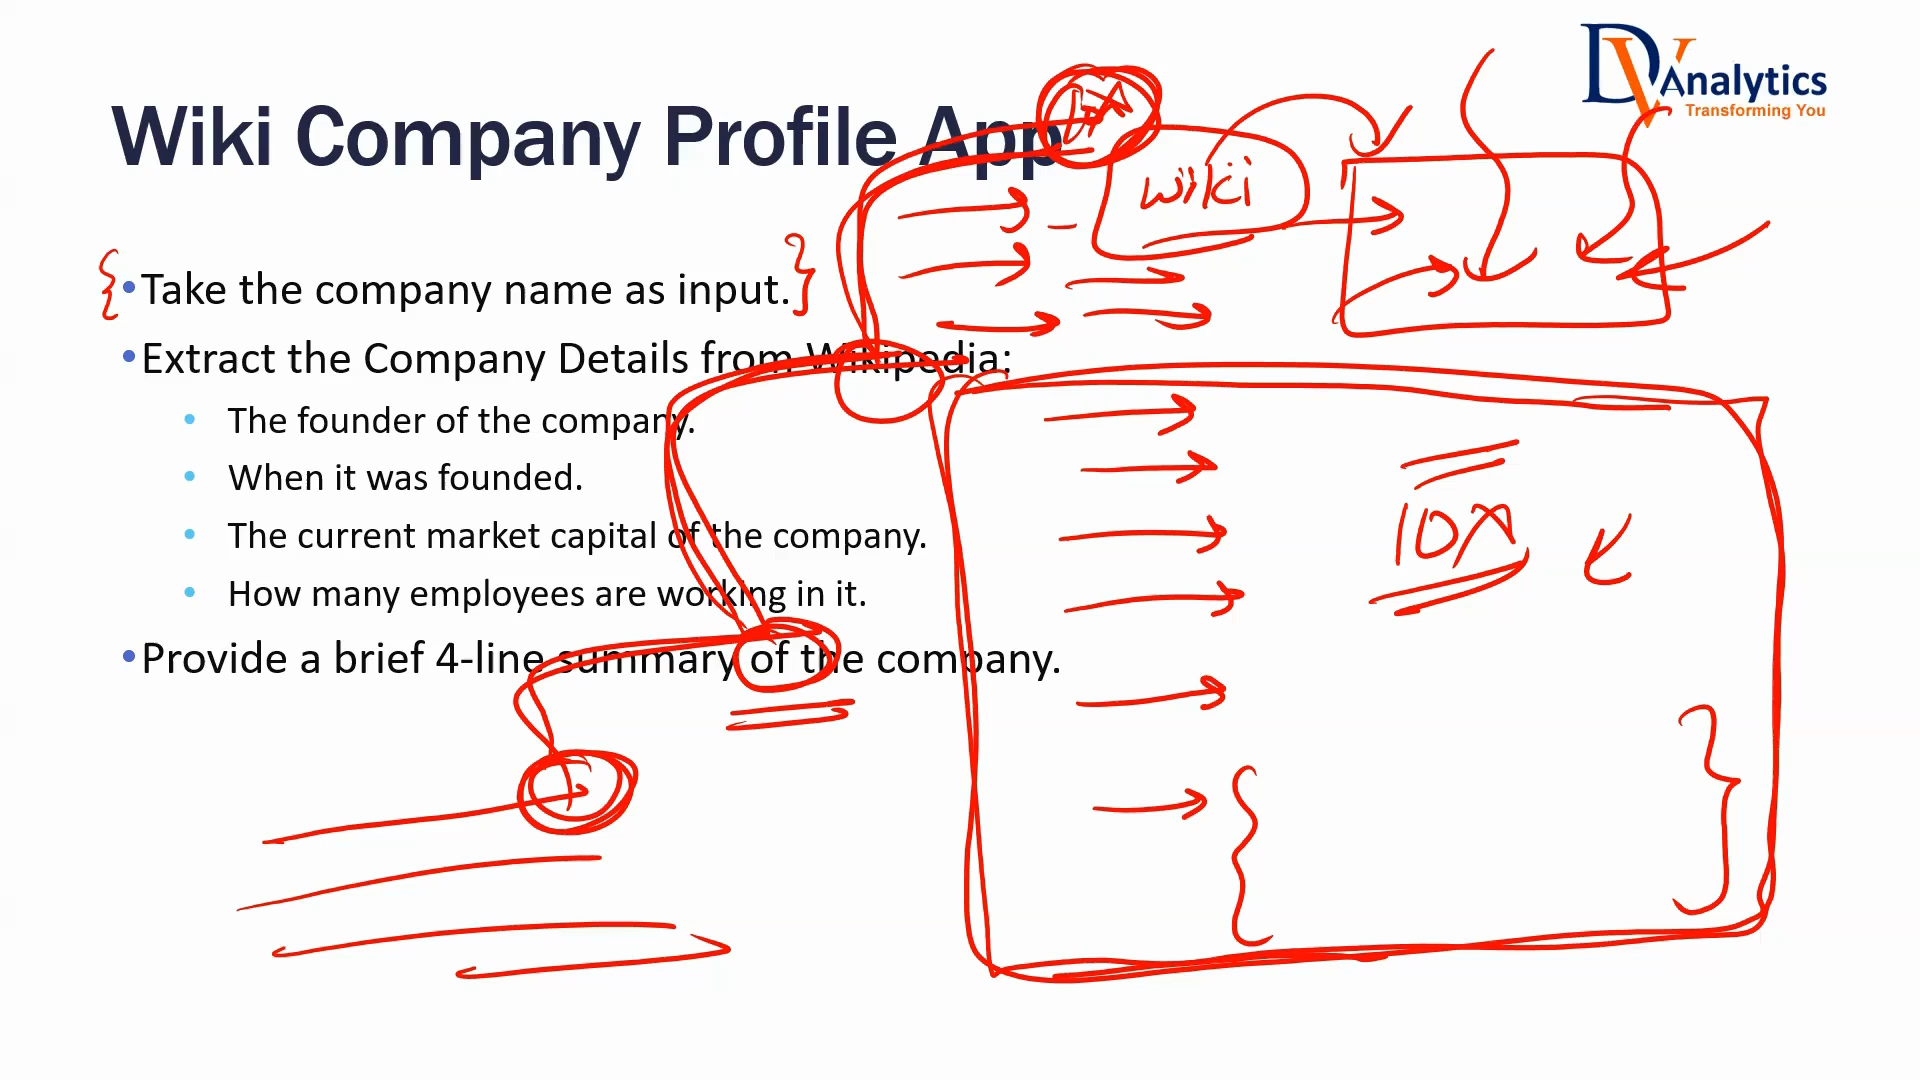 DV Analytics
Transforming You
Wiki Company Profile App
wiki
• Take the company name as input.
• Extract the Company Details from Wikipedia:
• The founder of the company.
• When it was founded.
• The current market capital of the company.
• How many employees are working in it.
• Provide a brief 4-line summary of the company.
10x